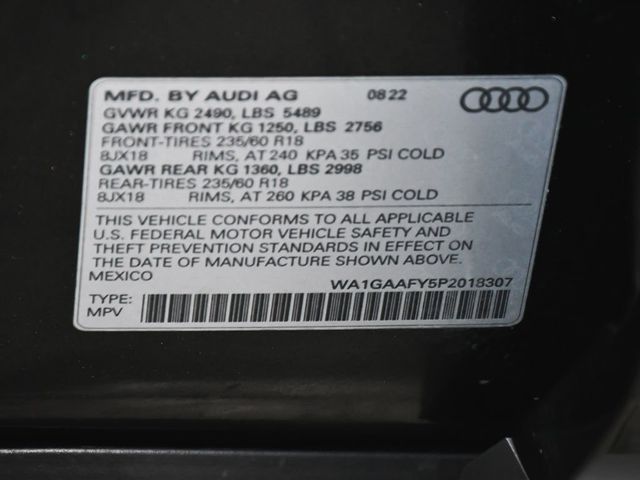 MFD. BY AUDI AG 08 22
GVWR KG 2490, LBS 5489
GAWR FRONT KG 1250, LBS 2756
FRONT-TIRES 235/60 R18
8JX18 RIMS, AT 240 KPA 35 PSI COLD
GAWR REAR KG 1360, LBS 2998
REAR-TIRES 235/60 R18
8JX18 RIMS, AT 260 KPA 38 PSI COLD
THIS VEHICLE CONFORMS TO ALL APPLICABLE
U.S. FEDERAL MOTOR VEHICLE SAFETY AND
THEFT PREVENTION STANDARDS IN EFFECT ON
THE DATE OF MANUFACTURE SHOWN ABOVE.
MEXICO
WA1GAAFY5P2018307
TYPE:
MPV